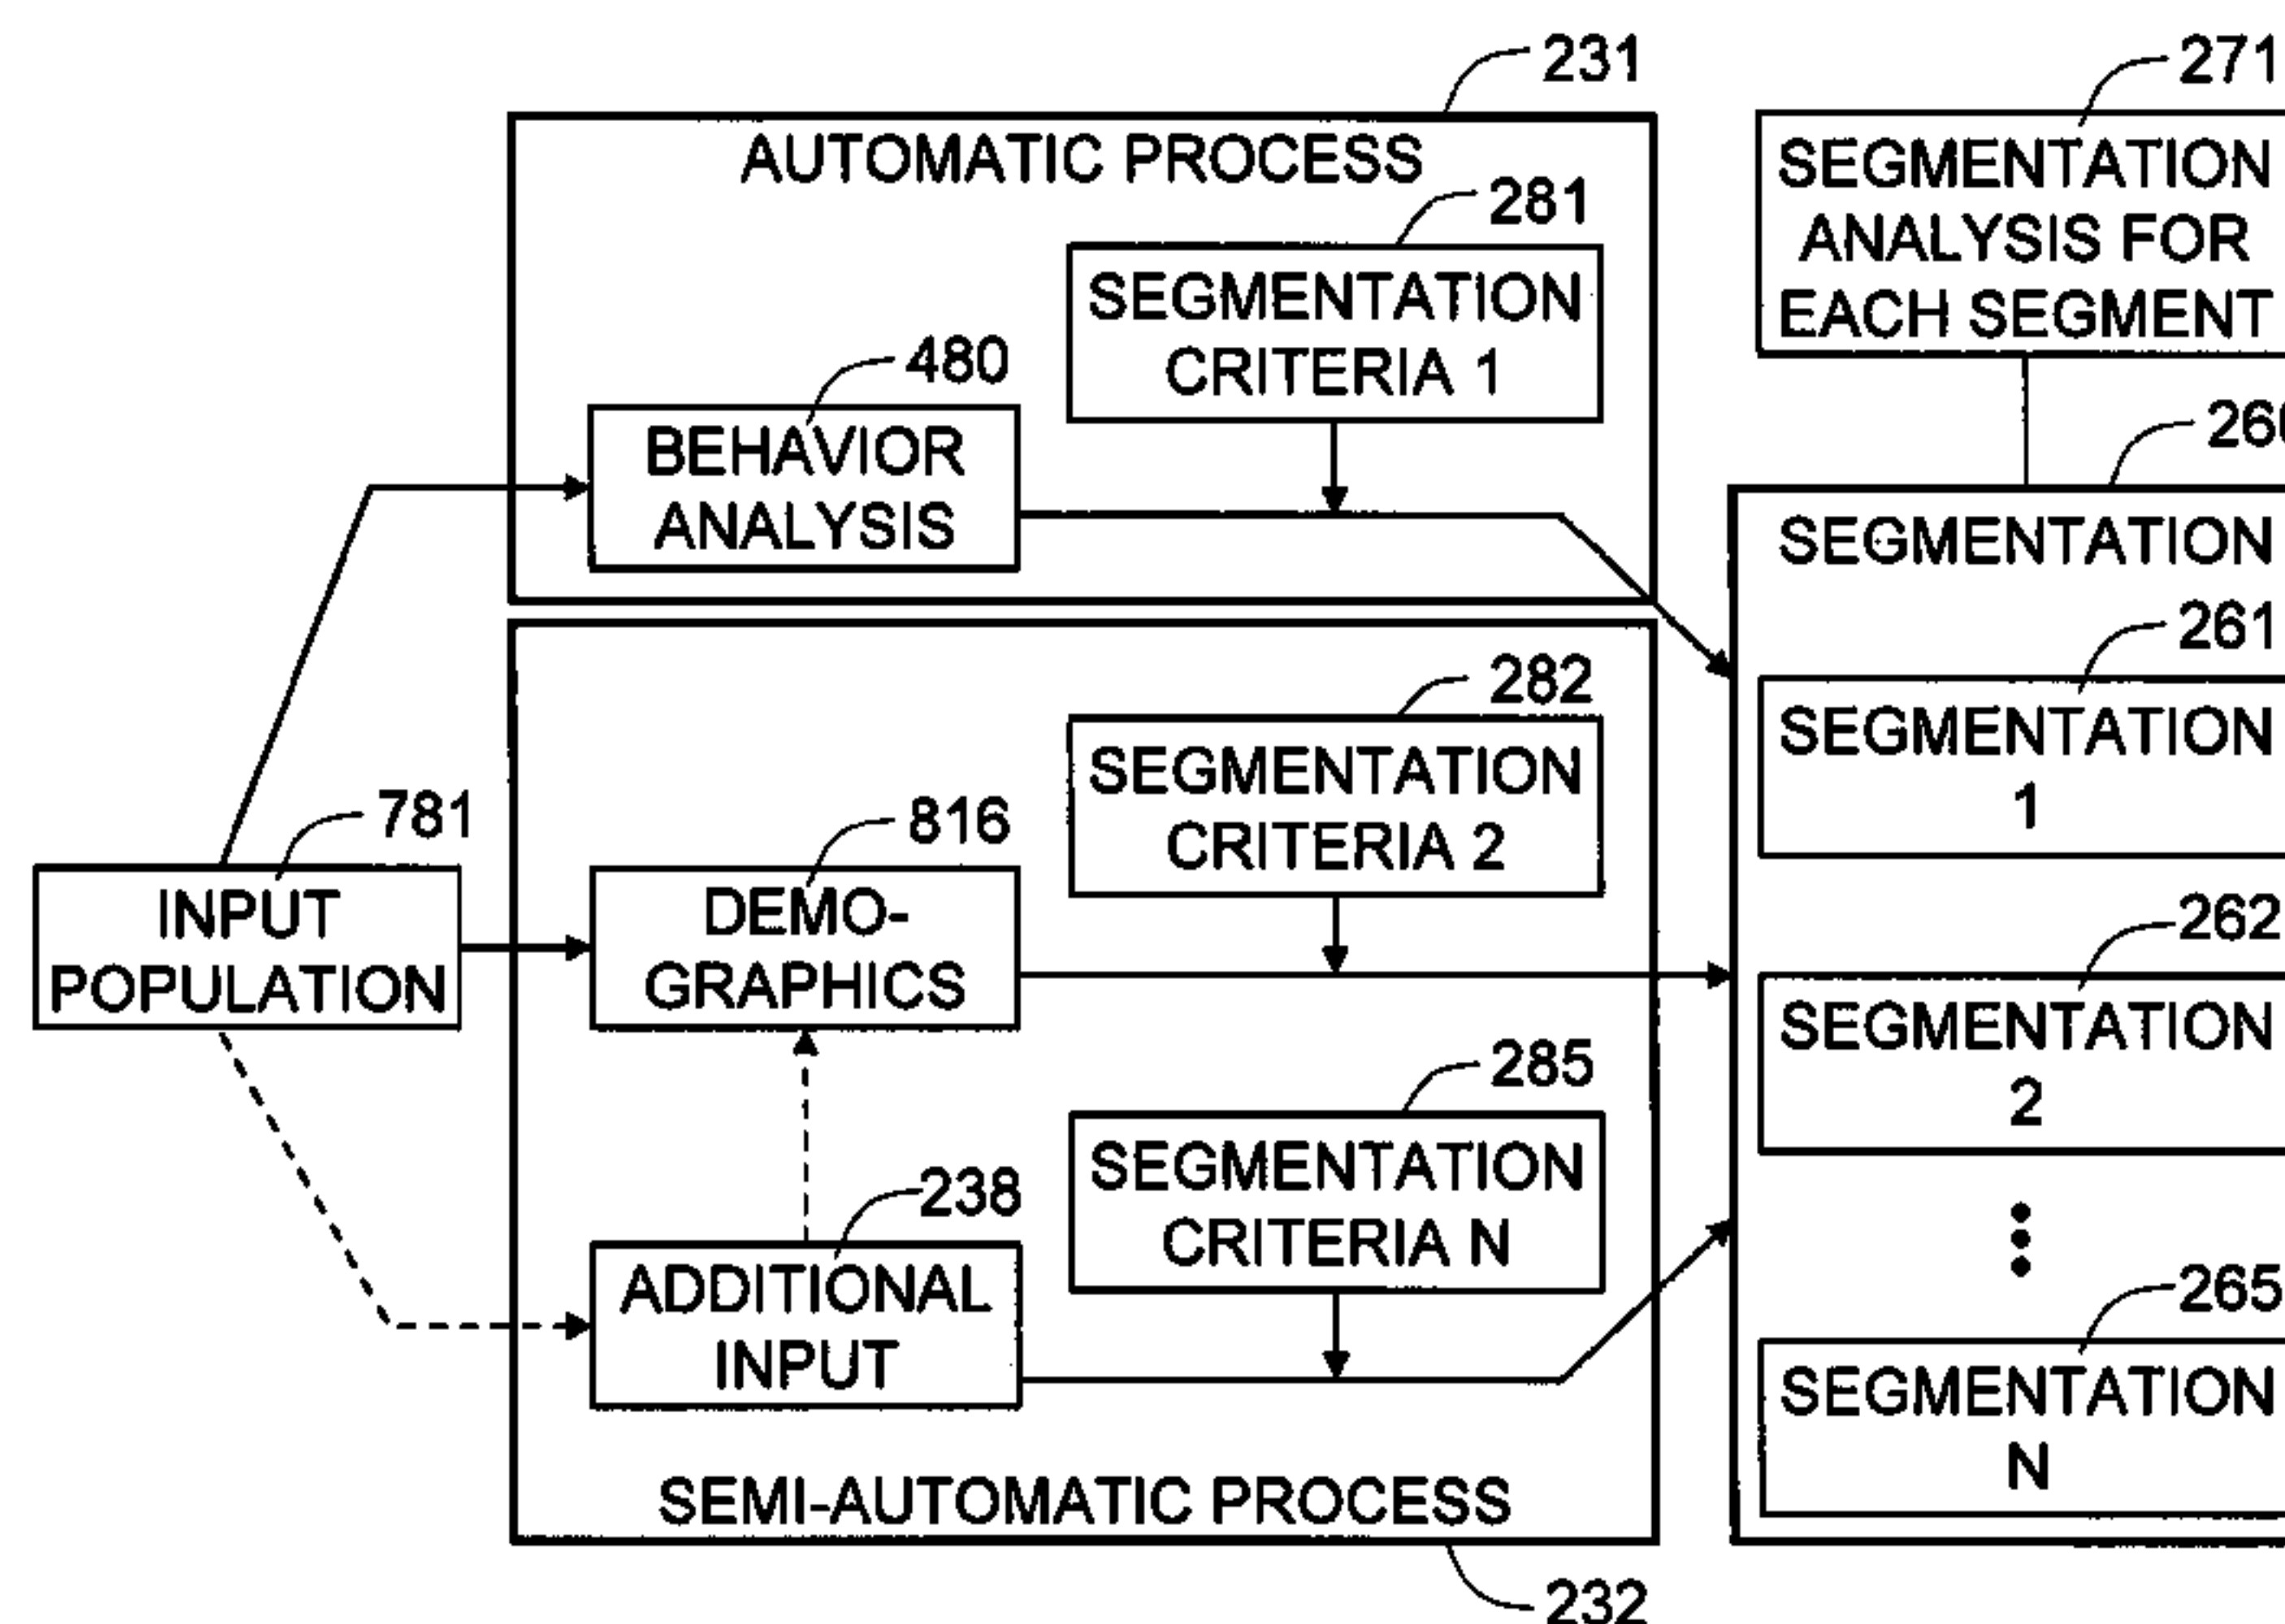 231
AUTOMATIC PROCESS
281
SEGMENTATION
CRITERIA 1
480
BEHAVIOR
ANALYSIS
282
SEGMENTATION
CRITERIA 2
781
INPUT
POPULATION
816
DEMO-
GRAPHICS
285
SEGMENTATION
CRITERIA N
238
ADDITIONAL
INPUT
SEMI-AUTOMATIC PROCESS
232
271
SEGMENTATION
ANALYSIS FOR
EACH SEGMENT
SEGMENTATION
261
SEGMENTATION
1
262
SEGMENTATION
2
265
SEGMENTATION
N